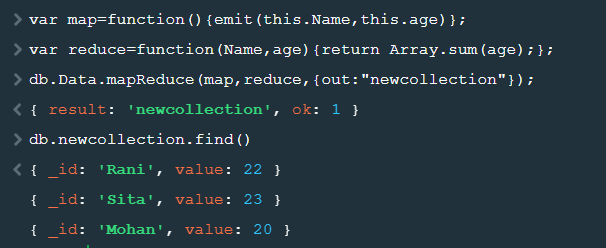 > var map=function(){emit(this.Name,this.age)};
> var reduce=function(Name,age){return Array.sum(age);};
> db.Data.mapReduce(map,reduce,{out:"newcollection"});
< { result: 'newcollection', ok: 1 }
> db.newcollection.find()
< { _id: 'Rani', value: 22 }
{ _id: 'Sita', value: 23 }
{ _id: 'Mohan', value: 20 }